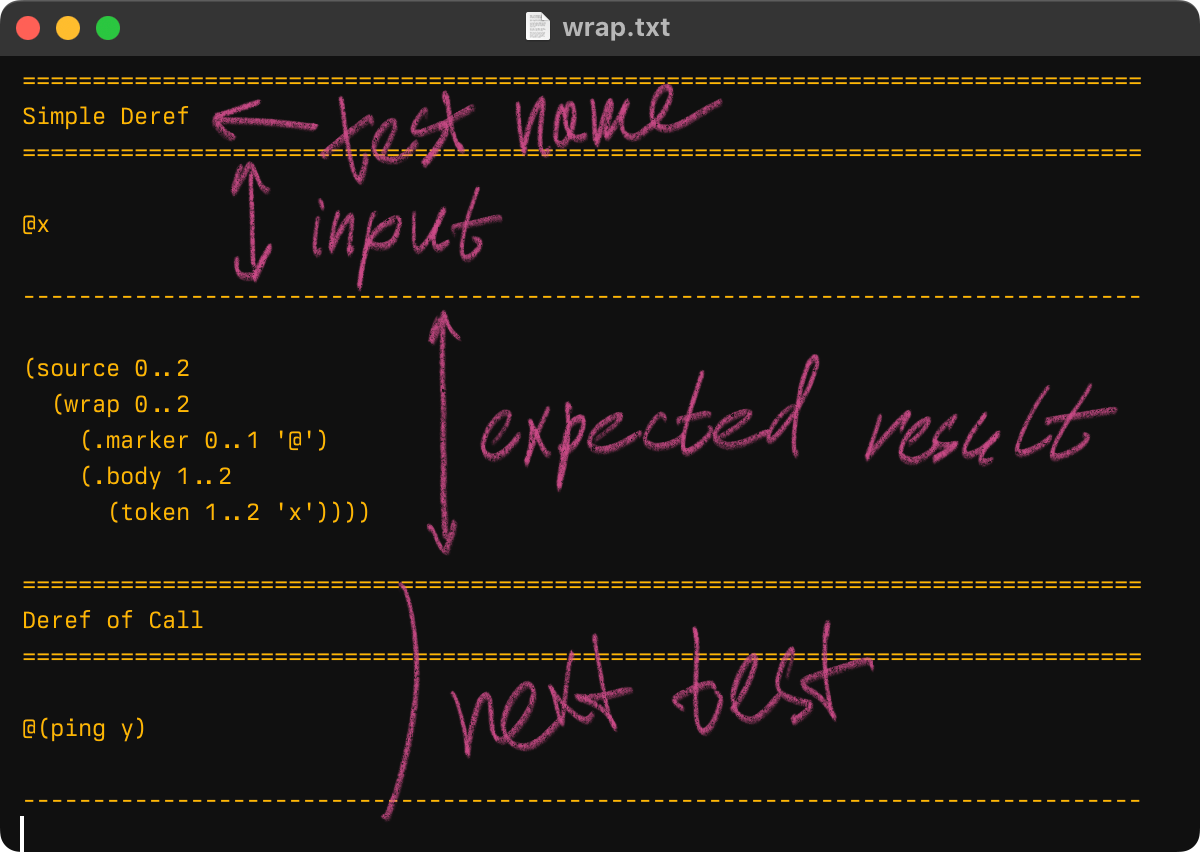 wrap.txt
================================================================================
Simple Deref
test name
================================================================================
input
@x
--------------------------------------------------------------------------------
(source 0..2
(wrap 0..2
(.marker 0..1 '@')
expected result
(.body 1..2
(token 1..2 'x'))))
================================================================================
Deref of Call
================================================================================
next test
@(ping y)
--------------------------------------------------------------------------------